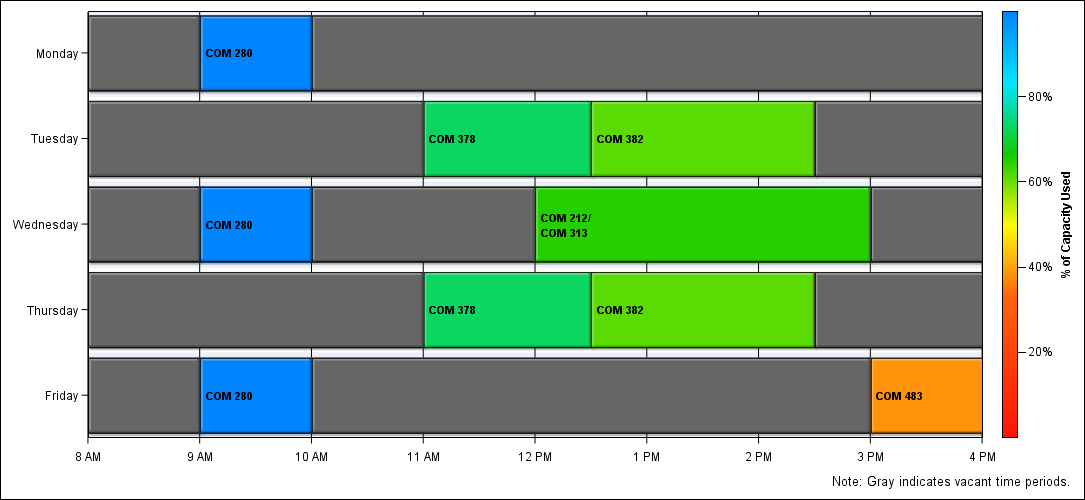 Monday
COM 280
Tuesday
COM 378
COM 382
Wednesday
COM 280
COM 212/
COM 313
Thursday
COM 378
COM 382
Friday
COM 280
COM 483
8 AM
9 AM
10 AM
11 AM
12 PM
1 PM
2 PM
3 PM
4 PM
80%
60%
40%
20%
% of Capacity Used
Note: Gray indicates vacant time periods.